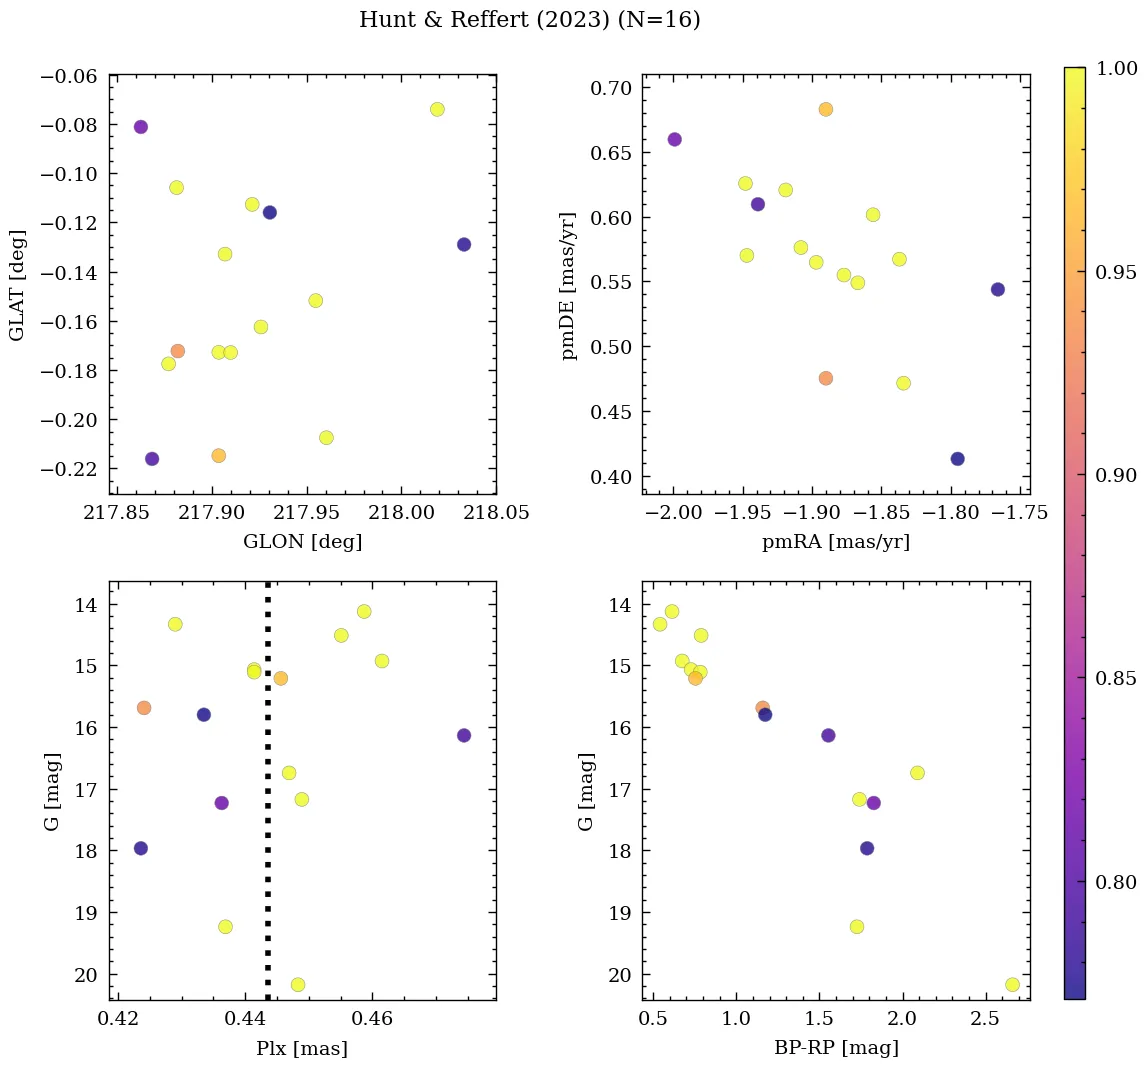 Hunt & Reffert (2023) (N=16)
−0.06
−0.08
−0.10
−0.12
−0.14
−0.16
−0.18
−0.20
−0.22
GLAT [deg]
217.85 217.90 217.95 218.00 218.05
GLON [deg]
0.70
0.65
0.60
0.55
0.50
0.45
0.40
pmDE [mas/yr]
−2.00 −1.95 −1.90 −1.85 −1.80 −1.75
pmRA [mas/yr]
14
15
16
17
18
19
20
G [mag]
0.42 0.44 0.46
Plx [mas]
14
15
16
17
18
19
20
G [mag]
0.5 1.0 1.5 2.0 2.5
BP-RP [mag]
1.00
0.95
0.90
0.85
0.80